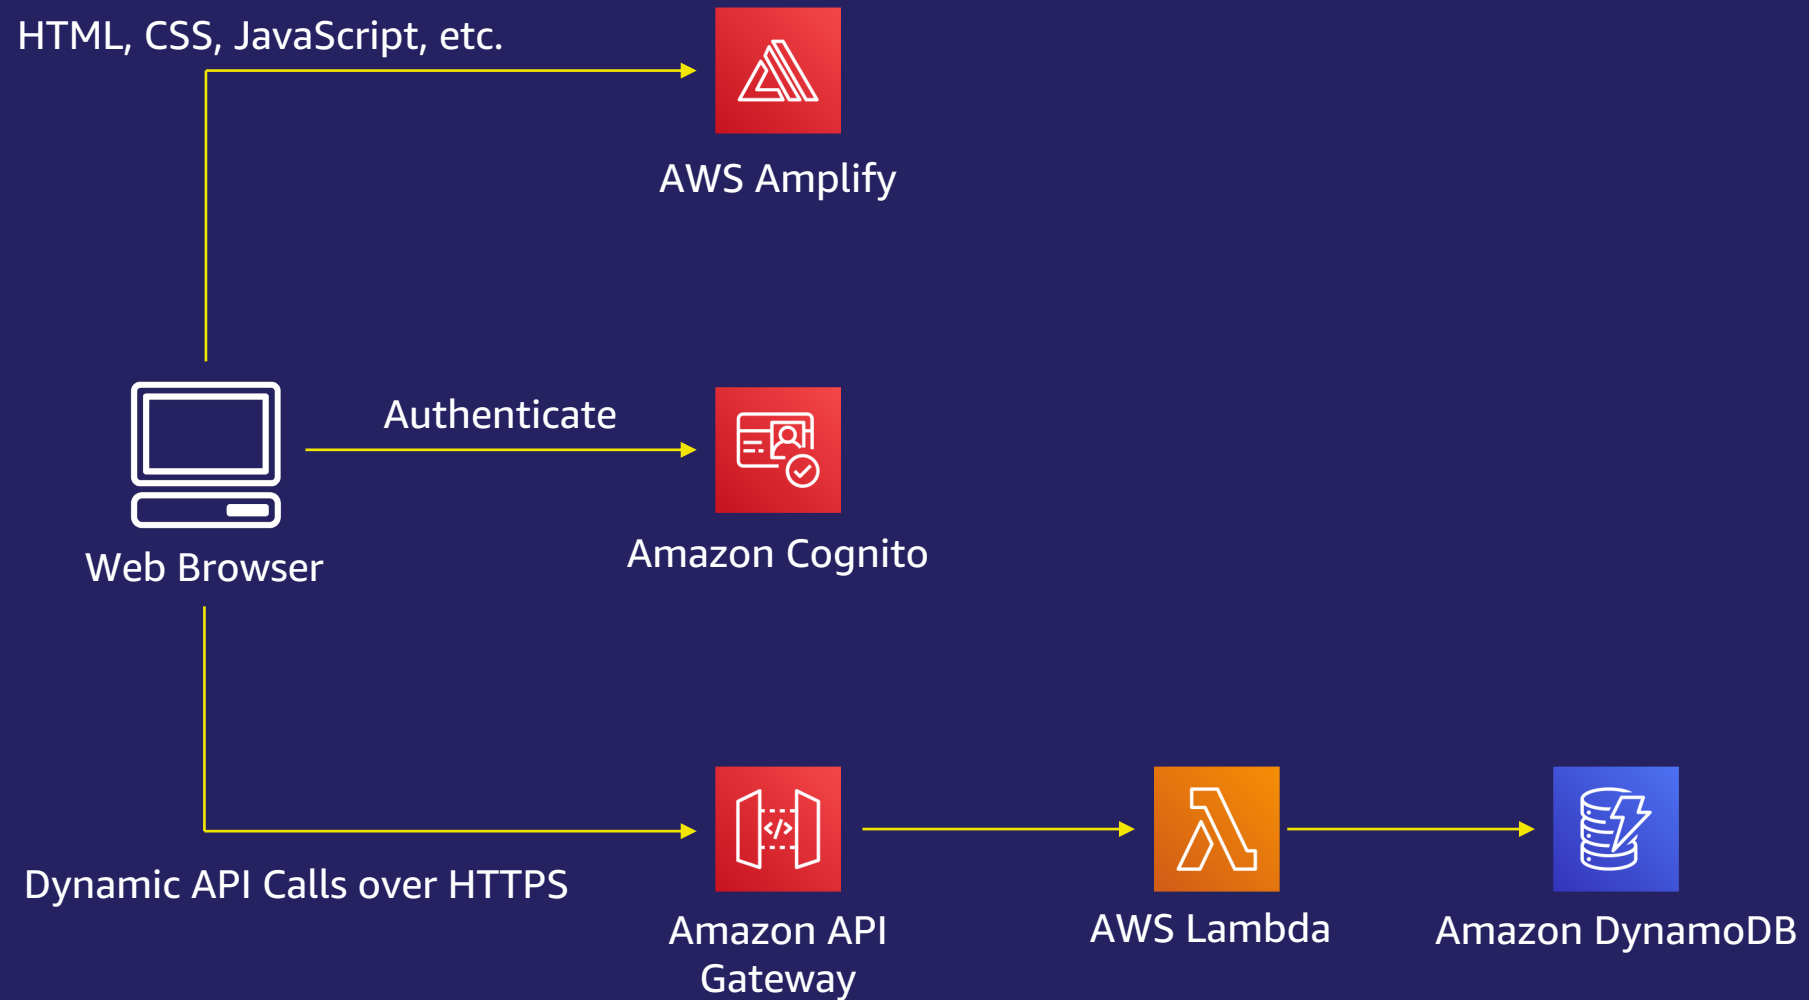 HTML, CSS, JavaScript, etc.
AWS Amplify
Authenticate
Web Browser
Amazon Cognito
Dynamic API Calls over HTTPS
Amazon API
Gateway
AWS Lambda
Amazon DynamoDB